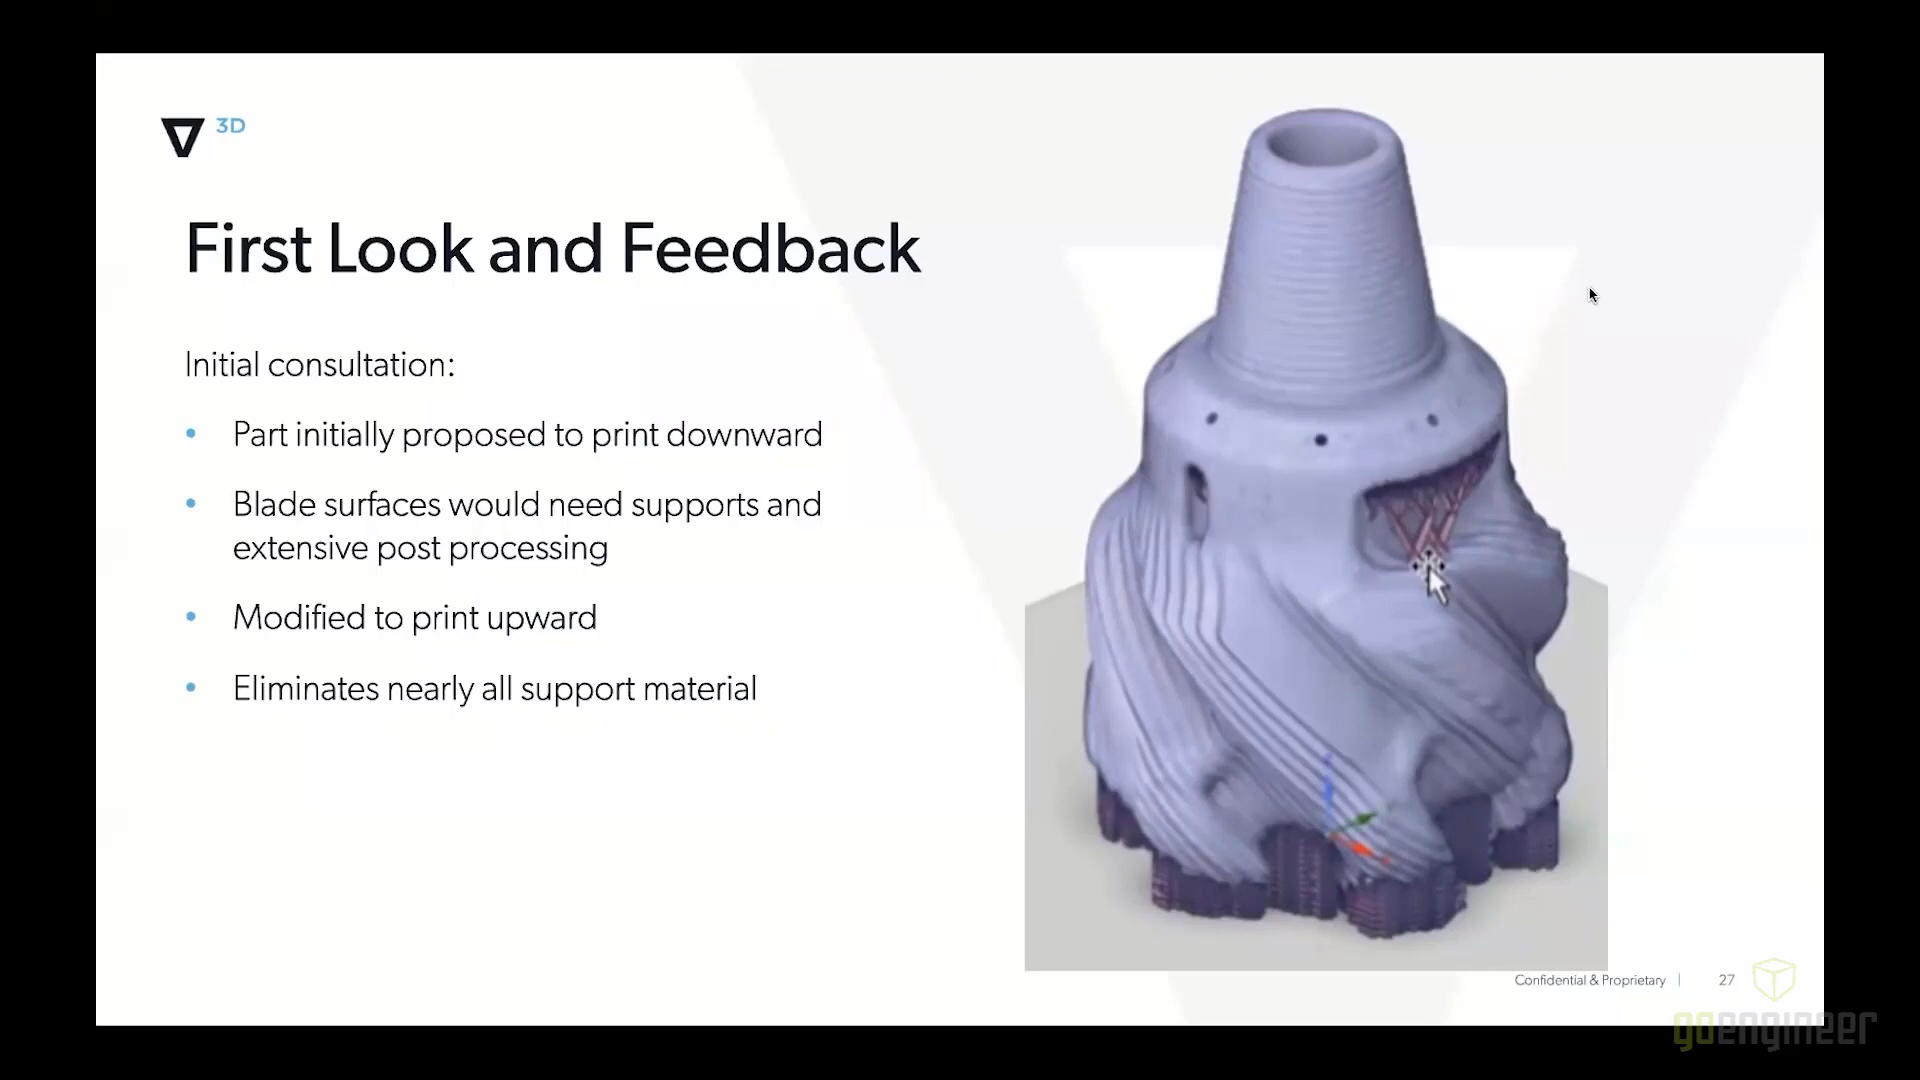 3D
First Look and Feedback
Initial consultation:
• Part initially proposed to print downward
• Blade surfaces would need supports and
extensive post processing
• Modified to print upward
• Eliminates nearly all support material
Confidential & Proprietary | 27
goengineer